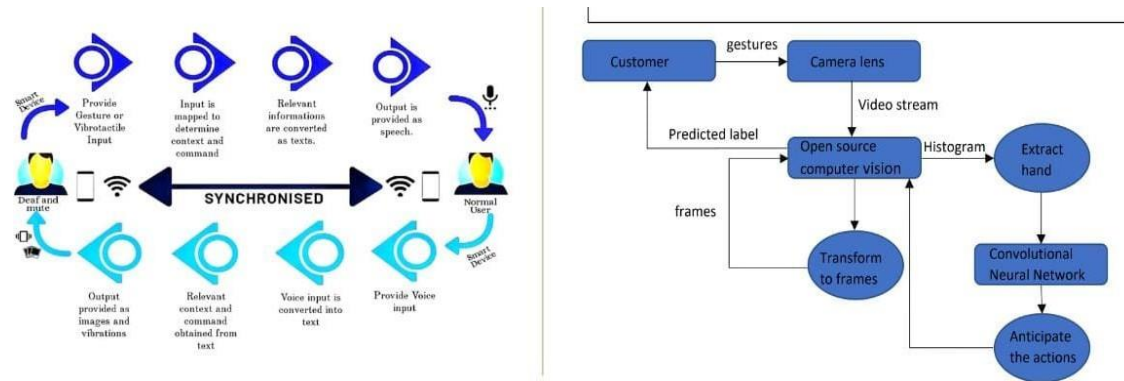 Smart Device
Provide
Gesture or
Vibrotactile
Input
Input is
mapped to
determine
context and
command
Relevant
informations
are converted
as texts.
Output is
provided as
speech.
Deaf and
mute
SYNCHRONISED
Normal
User
Smart Device
Output
provided as
images and
vibrations
Relevant
context and
command
obtained from
text
Voice input is
converted into
text
Provide Voice
input
Customer
gestures
Camera lens
Video stream
Predicted label
Open source
computer vision
Histogram
Extract
hand
frames
Transform
to frames
Convolutional
Neural Network
Anticipate
the actions